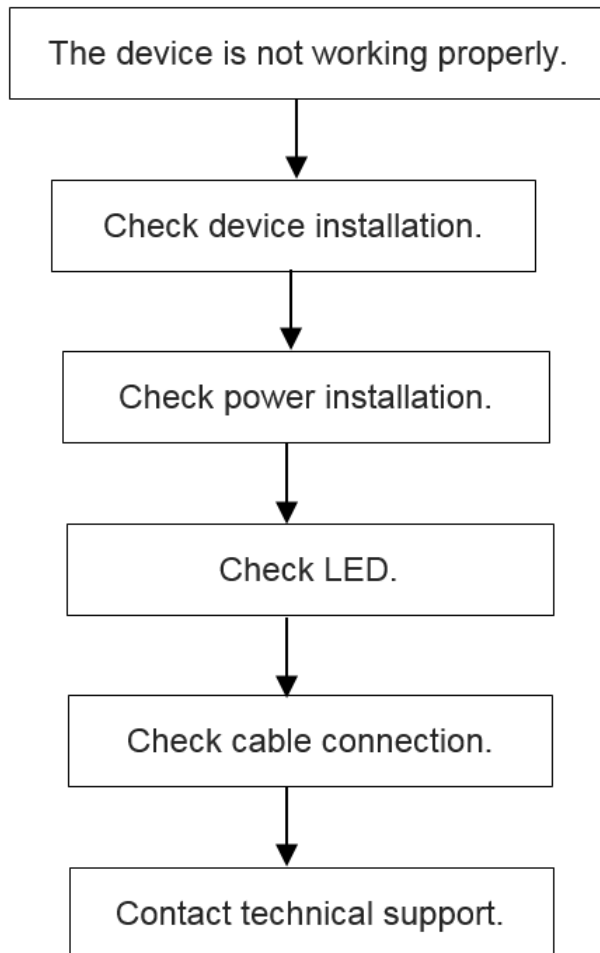 The device is not working properly.
Check device installation.
Check power installation.
Check LED.
Check cable connection.
Contact technical support.